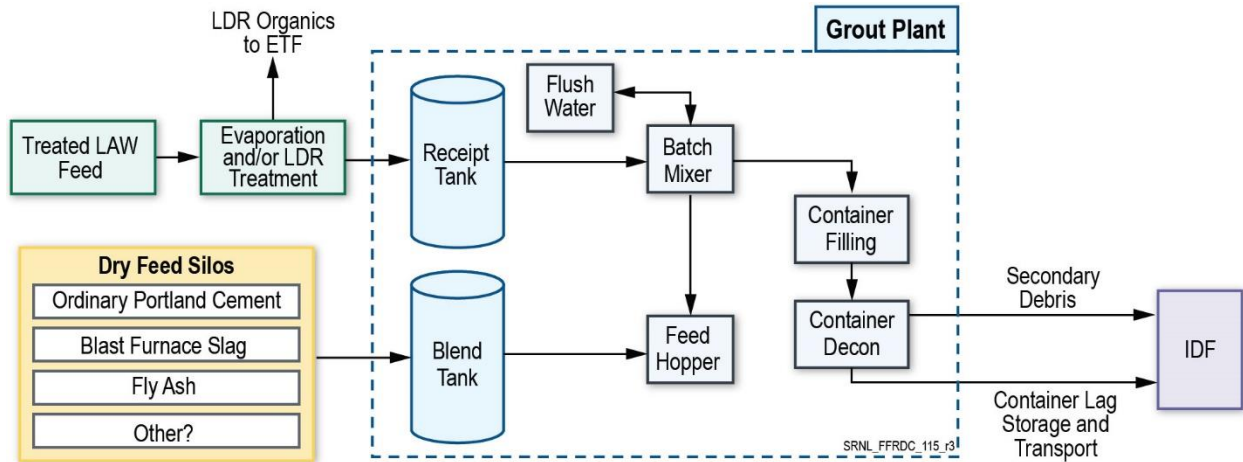 LDR Organics
to ETF
Grout Plant
Treated LAW
Feed
Evaporation
and/or LDR
Treatment
Receipt
Tank
Flush
Water
Batch
Mixer
Container
Filling
Dry Feed Silos
Ordinary Portland Cement
Blast Furnace Slag
Fly Ash
Other?
Blend
Tank
Feed
Hopper
Container
Decon
Secondary
Debris
IDF
Container Lag
Storage and
Transport
SRNL_FFRDC_115_r3